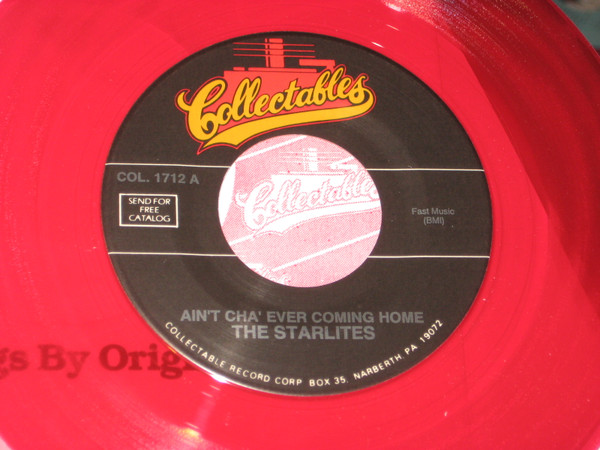 Collectables
COL. 1712 A
SEND FOR
FREE
CATALOG
Collectables
Fast Music
(BMI)
AIN'T CHA' EVER COMING HOME
THE STARLITES
COLLECTABLE RECORD CORP BOX 35, NARBERTH, PA 19072
gs By Origi